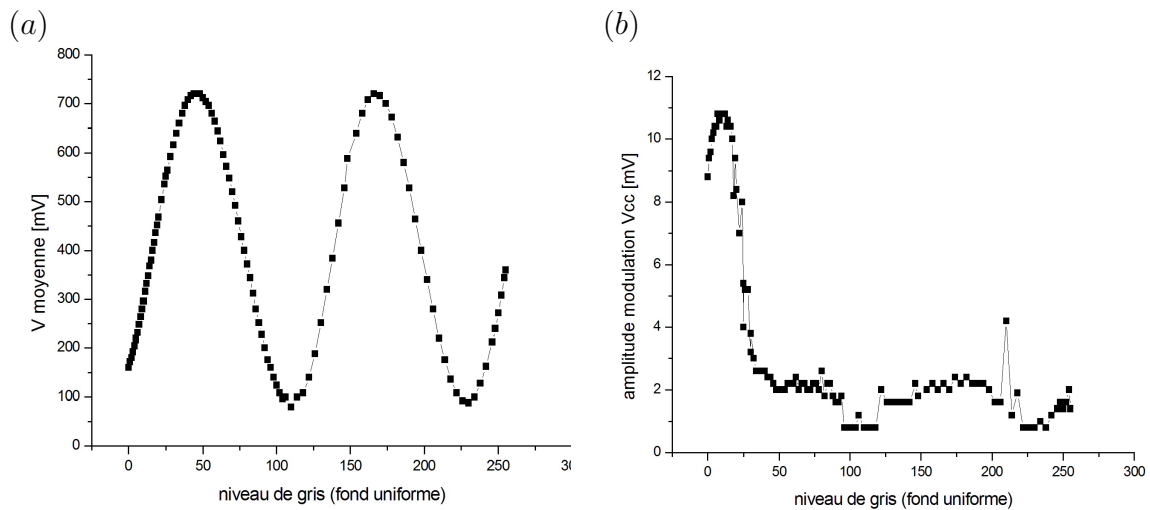 (a)
800
700
600
500
400
300
200
100
0
V moyenne [mV]
0 50 100 150 200 250 30
niveau de gris (fond uniforme)
(b)
12
10
8
6
4
2
0
amplitude modulation Vcc [mV]
0 50 100 150 200 250 300
niveau de gris (fond uniforme)